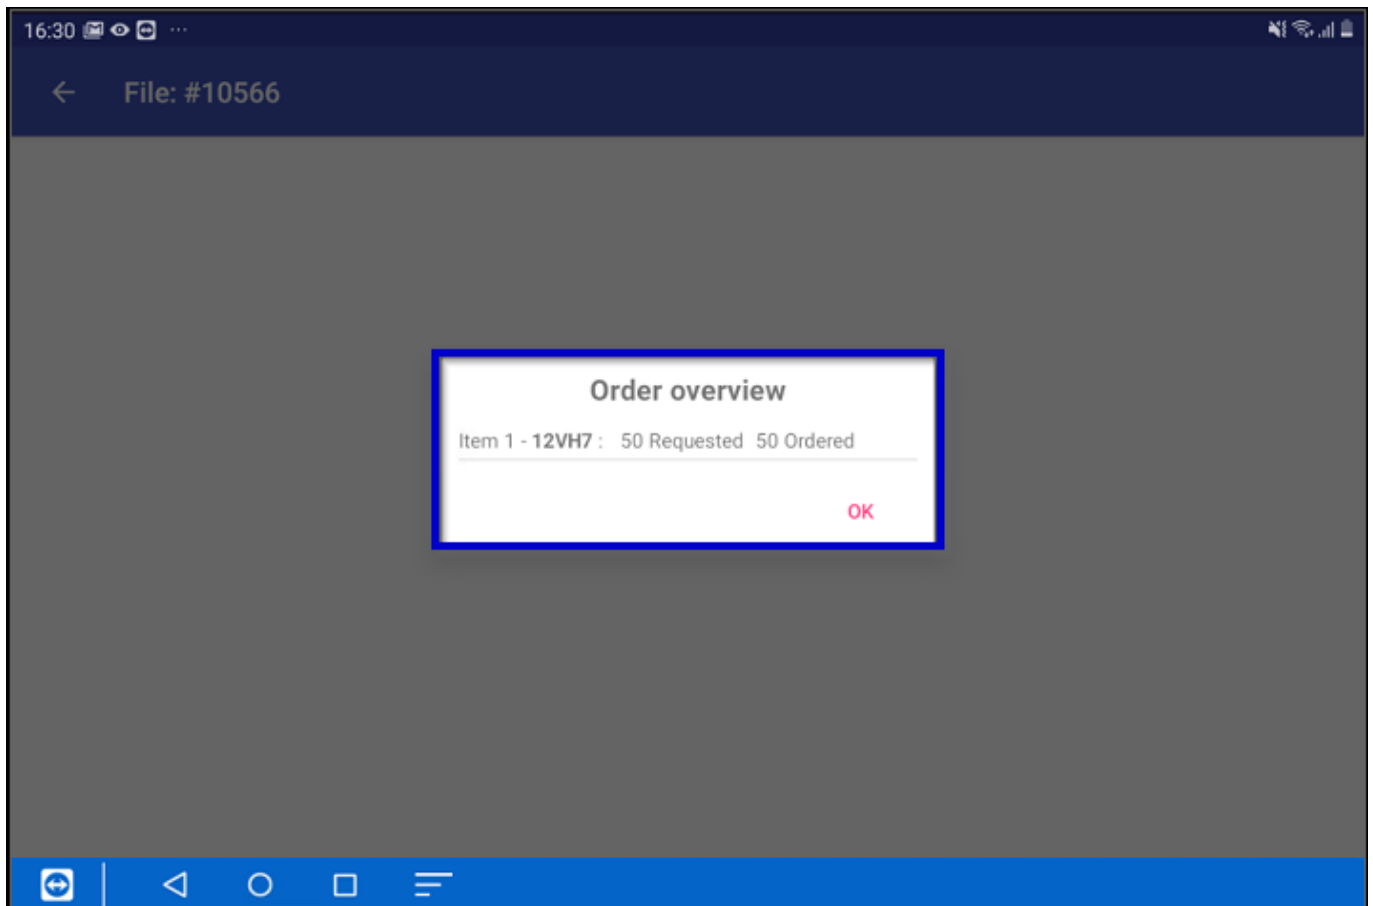 16:30
File: #10566
Order overview
Item 1 - 12VH7 : 50 Requested 50 Ordered
OK